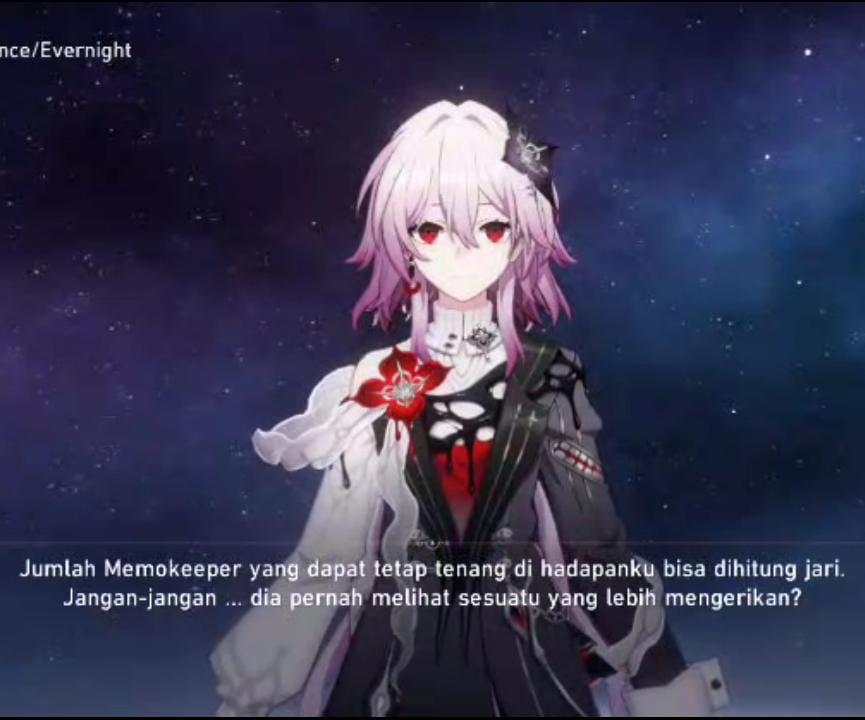 nce/Evernight
Jumlah Memokeeper yang dapat tetap tenang di hadapanku bisa dihitung jari.
Jangan-jangan ... dia pernah melihat sesuatu yang lebih mengerikan?